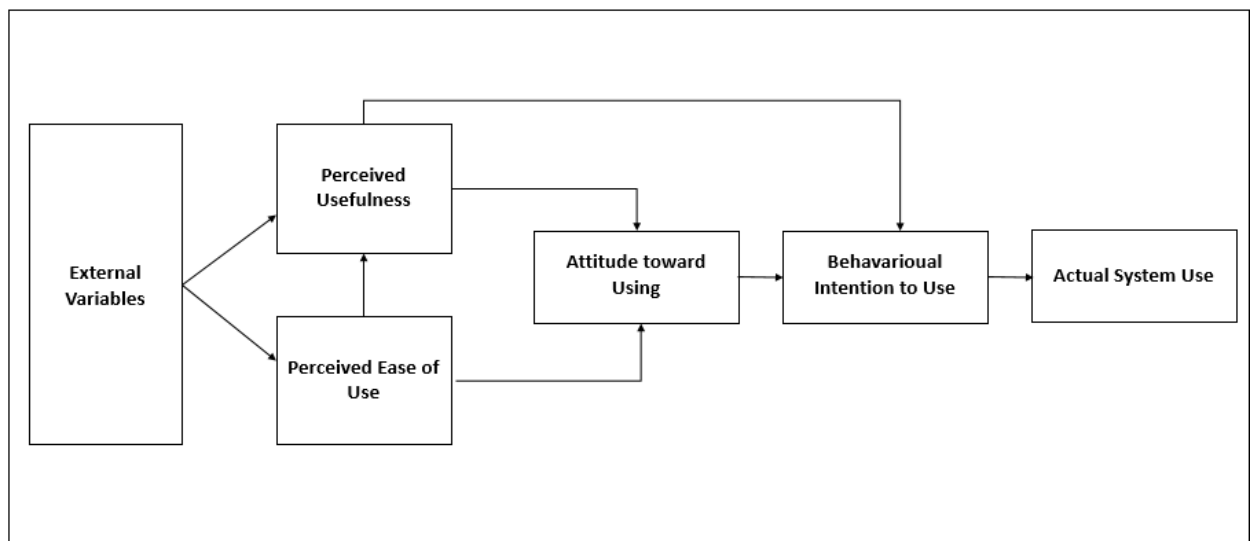 External
Variables
Perceived
Usefulness
Perceived Ease of
Use
Attitude toward
Using
Behavarioual
Intention to Use
Actual System Use